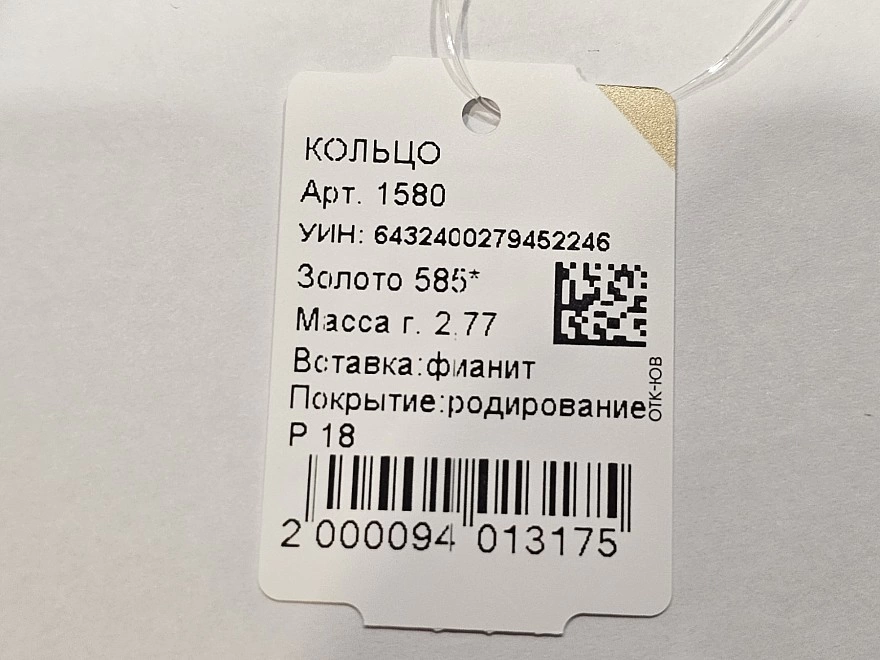 КОЛЬЦО
Арт. 1580
УИН: 6432400279452246
Золото 585*
Масса г. 2.77
Вставка:фианит
Покрытие:родирование
Р 18
ОТК-ЮВ
2 000094 013175